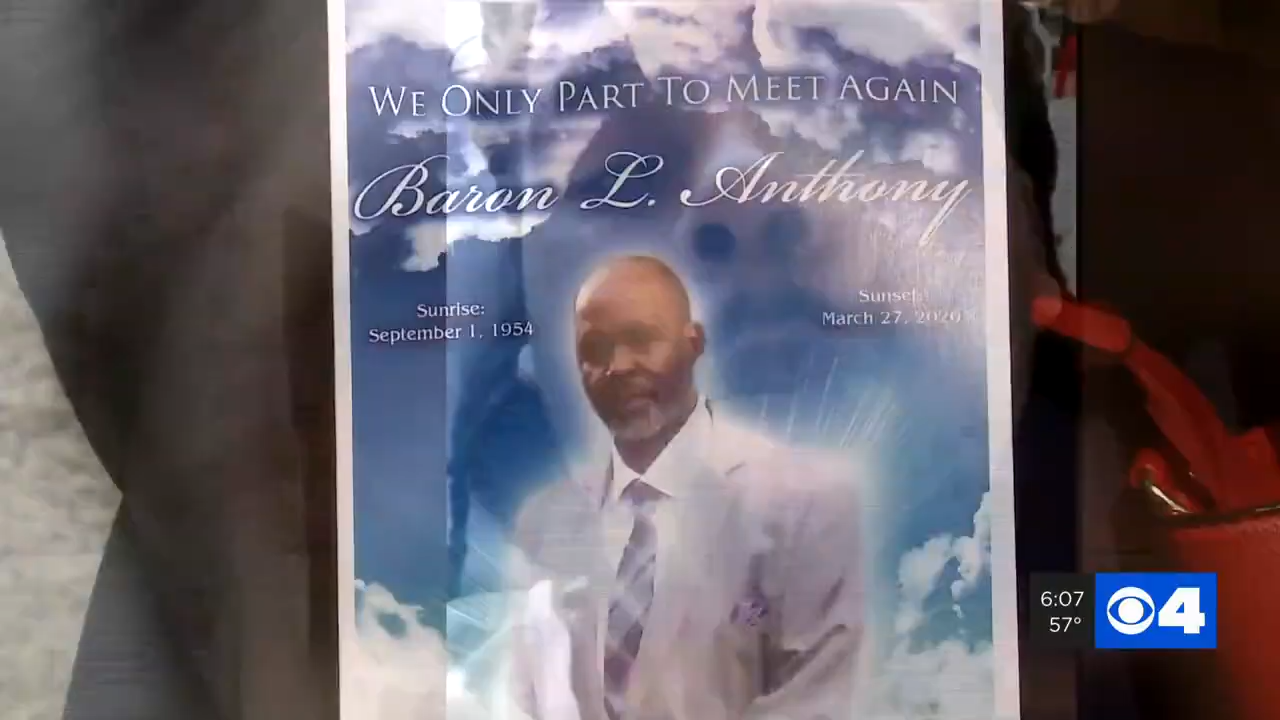 WE ONLY PART TO MEET AGAIN
Baron L. Anthony
Sunrise:
September 1, 1954
Sunset:
March 27, 2020
6:07
57°
4